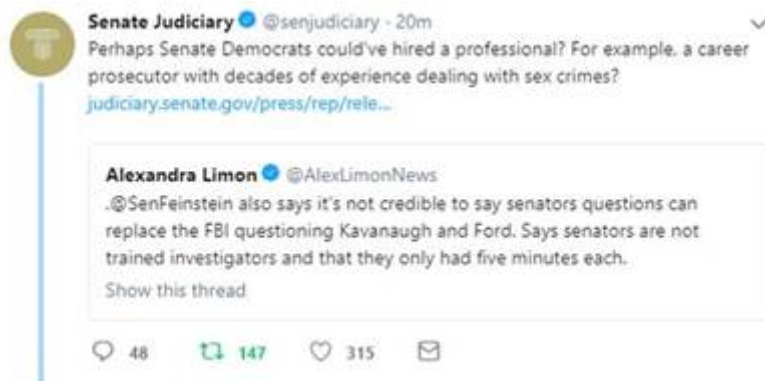 Senate Judiciary @senjudiciary · 20m
Perhaps Senate Democrats could've hired a professional? For example, a career
prosecutor with decades of experience dealing with sex crimes?
judiciary.senate.gov/press/rep/rele...
Alexandra Limon @AlexLimonNews
.@SenFeinstein also says it's not credible to say senators questions can
replace the FBI questioning Kavanaugh and Ford. Says senators are not
trained investigators and that they only had five minutes each.
Show this thread
48 147 315